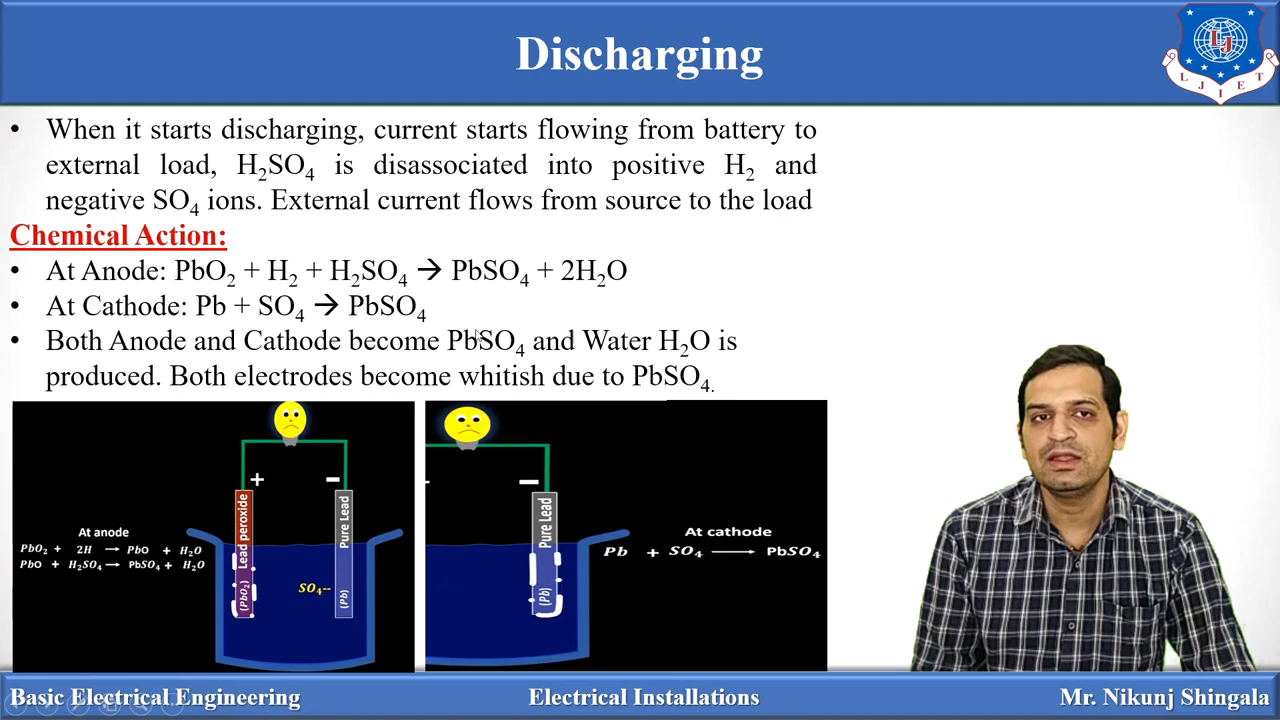 Discharging
LJ
L J I E T
• When it starts discharging, current starts flowing from battery to
external load, H₂SO₄ is disassociated into positive H₂ and
negative SO₄ ions. External current flows from source to the load
Chemical Action:
• At Anode: PbO₂ + H₂ + H₂SO₄ → PbSO₄ + 2H₂O
• At Cathode: Pb + SO₄ → PbSO₄
• Both Anode and Cathode become PbSO₄ and Water H₂O is
produced. Both electrodes become whitish due to PbSO₄.
+ −
At anode
PbO₂ + 2H → PbO + H₂O
PbO + H₂SO₄ → PbSO₄ + H₂O
(PbO₂) Lead peroxide
SO₄--
(Pb) Pure Lead
−
(Pb) Pure Lead
At cathode
Pb + SO₄ → PbSO₄
Basic Electrical Engineering
Electrical Installations
Mr. Nikunj Shingala